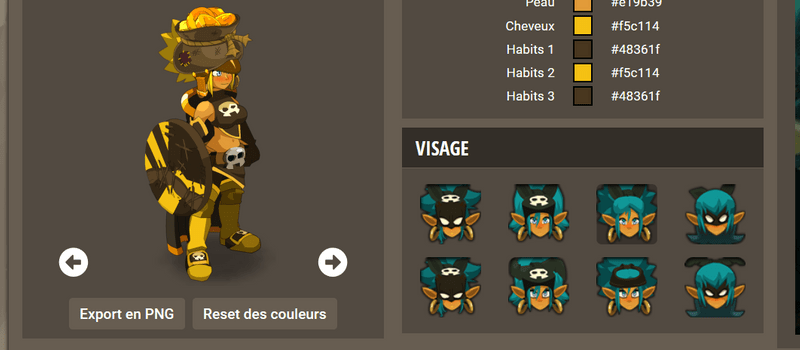 Peau #e19b39
Cheveux #f5c114
Habits 1 #48361f
Habits 2 #f5c114
Habits 3 #48361f
VISAGE
Export en PNG Reset des couleurs